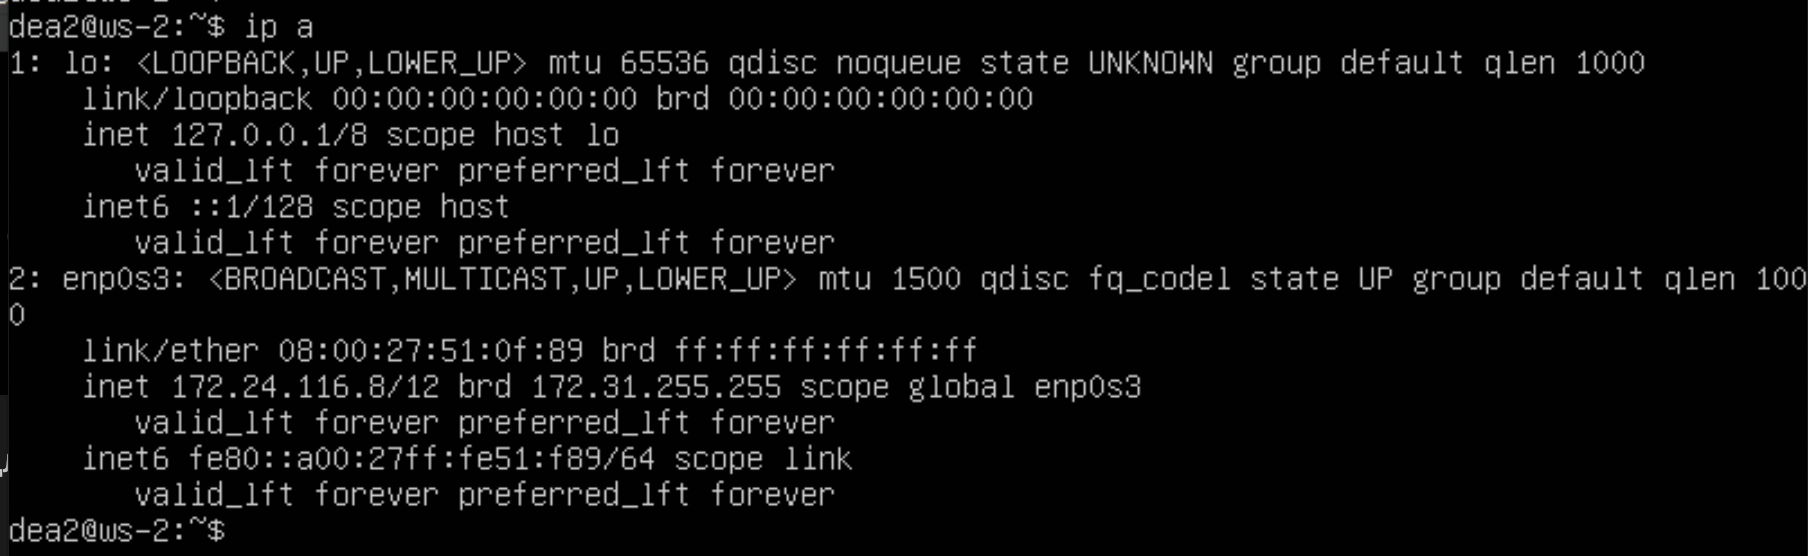 dea2@ws-2:~$ ip a
1: lo: <LOOPBACK,UP,LOWER_UP> mtu 65536 qdisc noqueue state UNKNOWN group default qlen 1000
    link/loopback 00:00:00:00:00:00 brd 00:00:00:00:00:00
    inet 127.0.0.1/8 scope host lo
       valid_lft forever preferred_lft forever
    inet6 ::1/128 scope host
       valid_lft forever preferred_lft forever
2: enp0s3: <BROADCAST,MULTICAST,UP,LOWER_UP> mtu 1500 qdisc fq_codel state UP group default qlen 100
0
    link/ether 08:00:27:51:0f:89 brd ff:ff:ff:ff:ff:ff
    inet 172.24.116.8/12 brd 172.31.255.255 scope global enp0s3
       valid_lft forever preferred_lft forever
    inet6 fe80::a00:27ff:fe51:f89/64 scope link
       valid_lft forever preferred_lft forever
dea2@ws-2:~$